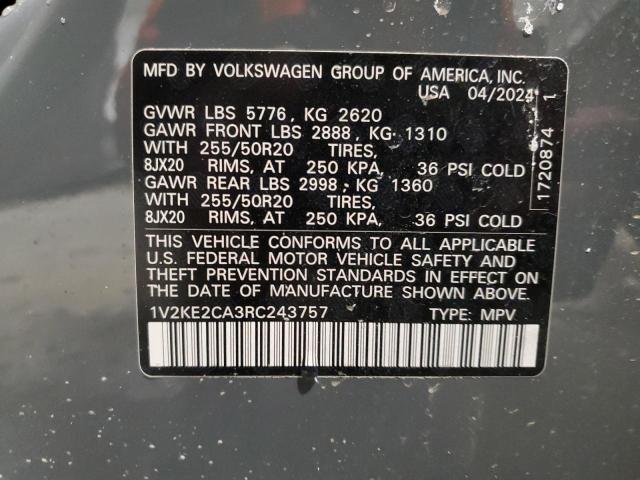 MFD BY VOLKSWAGEN GROUP OF AMERICA, INC.
USA 04/2024
GVWR LBS 5776, KG 2620
GAWR FRONT LBS 2888, KG 1310
WITH 255/50R20 TIRES,
8JX20 RIMS, AT 250 KPA, 36 PSI COLD
GAWR REAR LBS 2998, KG 1360
WITH 255/50R20 TIRES,
8JX20 RIMS, AT 250 KPA, 36 PSI COLD
THIS VEHICLE CONFORMS TO ALL APPLICABLE
U.S. FEDERAL MOTOR VEHICLE SAFETY AND
THEFT PREVENTION STANDARDS IN EFFECT ON
THE DATE OF MANUFACTURE SHOWN ABOVE.
1V2KE2CA3RC243757 TYPE: MPV
1720874 1